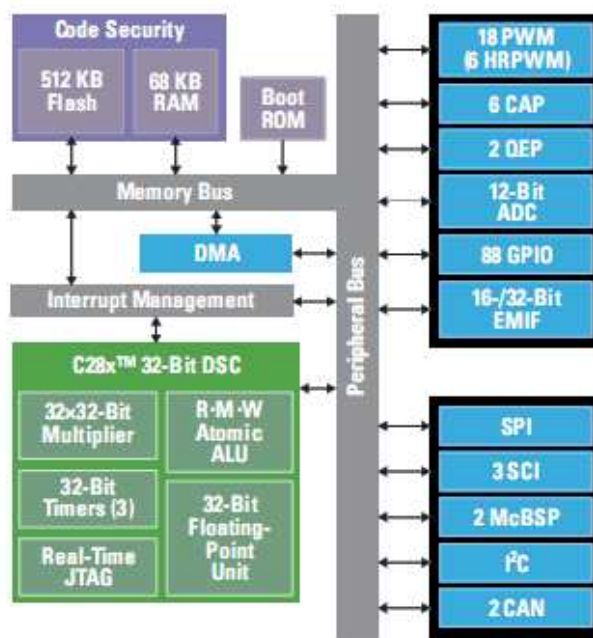 Code Security
512 KB
Flash
68 KB
RAM
Boot
ROM
Memory Bus
DMA
Interrupt Management
C28x™ 32-Bit DSC
32×32-Bit
Multiplier
R·M·W
Atomic
ALU
32-Bit
Timers (3)
32-Bit
Floating-
Point
Unit
Real-Time
JTAG
Peripheral Bus
18 PWM
(6 HRPWM)
6 CAP
2 QEP
12-Bit
ADC
88 GPIO
16-/32-Bit
EMIF
SPI
3 SCI
2 McBSP
I²C
2 CAN